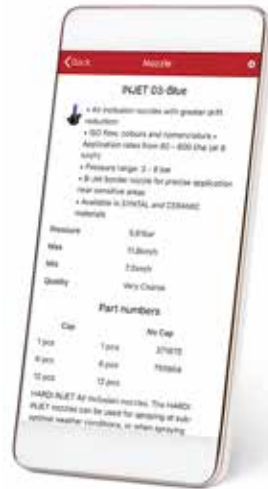 Back Nozzle
INJET 03-Blue
• Air inclusion nozzles with greater drift
reduction
• ISO flow, colours and nomenclature •
Application rates from 60 - 600 l/ha (at 8
km/h)
• Pressure range: 3 - 8 bar
• B-Jet border nozzle for precise application
near sensitive areas
• Available in SYNTAL and CERAMIC
materials
Pressure
Max
Min
Quality Very Coarse
Part numbers
Cap No Cap
1 pcs 1 pcs
6 pcs 6 pcs
12 pcs 12 pcs
HARDI INJET Air inclusion nozzles. The HARDI
INJET nozzles can be used for spraying at sub-
optimal weather conditions, or when spraying